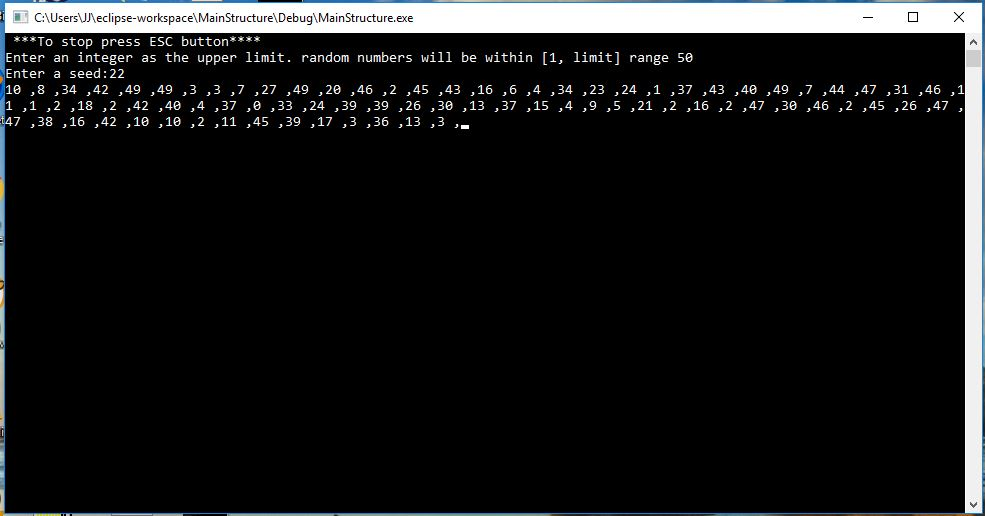 C:\Users\JJ\eclipse-workspace\MainStructure\Debug\MainStructure.exe
***To stop press ESC button****
Enter an integer as the upper limit. random numbers will be within [1, limit] range 50
Enter a seed:22
10 ,8 ,34 ,42 ,49 ,49 ,3 ,3 ,7 ,27 ,49 ,20 ,46 ,2 ,45 ,43 ,16 ,6 ,4 ,34 ,23 ,24 ,1 ,37 ,43 ,40 ,49 ,7 ,44 ,47 ,31 ,46 ,1
1 ,1 ,2 ,18 ,2 ,42 ,40 ,4 ,37 ,0 ,33 ,24 ,39 ,39 ,26 ,30 ,13 ,37 ,15 ,4 ,9 ,5 ,21 ,2 ,16 ,2 ,47 ,30 ,46 ,2 ,45 ,26 ,47 ,
47 ,38 ,16 ,42 ,10 ,10 ,2 ,11 ,45 ,39 ,17 ,3 ,36 ,13 ,3 ,